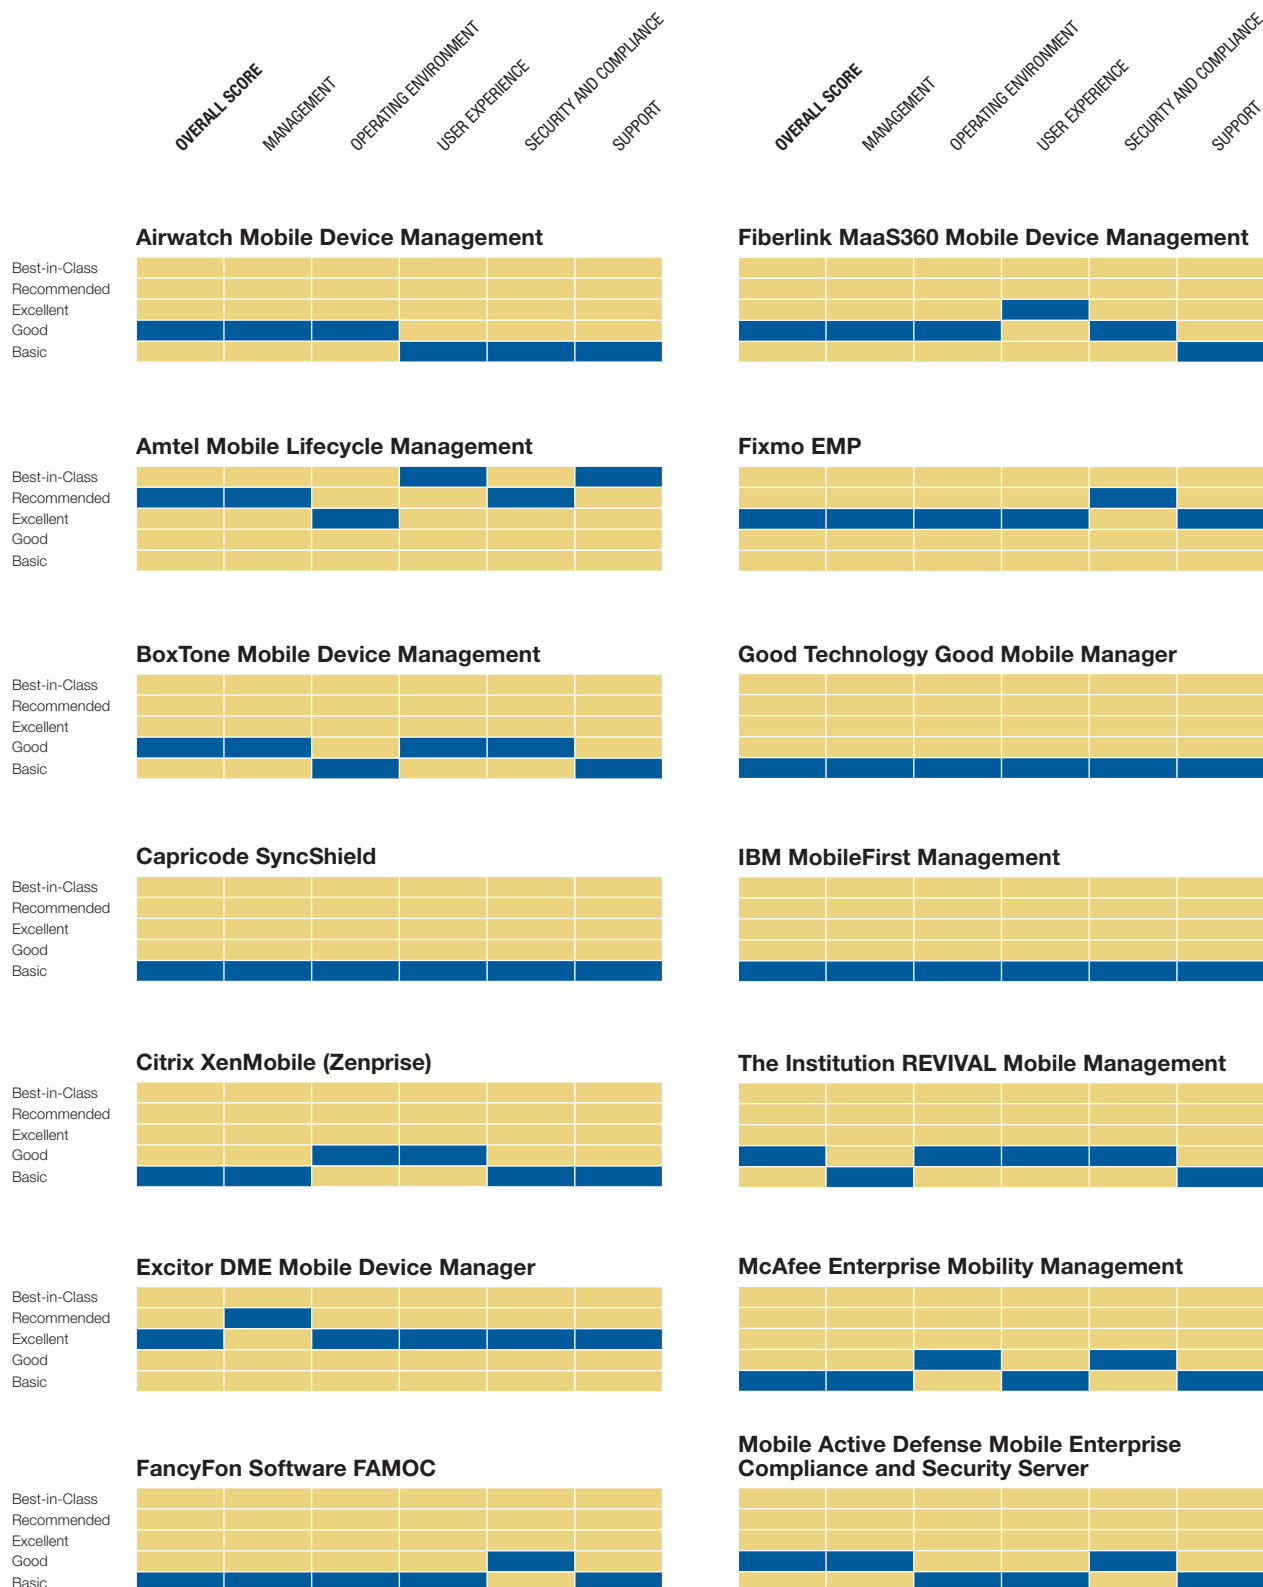 OVERALL SCORE
MANAGEMENT
OPERATING ENVIRONMENT
USER EXPERIENCE
SECURITY AND COMPLIANCE
SUPPORT
OVERALL SCORE
MANAGEMENT
OPERATING ENVIRONMENT
USER EXPERIENCE
SECURITY AND COMPLIANCE
SUPPORT
Airwatch Mobile Device Management
Fiberlink MaaS360 Mobile Device Management
Best-in-Class
Recommended
Excellent
Good
Basic
Amtel Mobile Lifecycle Management
Fixmo EMP
Best-in-Class
Recommended
Excellent
Good
Basic
BoxTone Mobile Device Management
Good Technology Good Mobile Manager
Best-in-Class
Recommended
Excellent
Good
Basic
Capricode SyncShield
IBM MobileFirst Management
Best-in-Class
Recommended
Excellent
Good
Basic
Citrix XenMobile (Zenprise)
The Institution REVIVAL Mobile Management
Best-in-Class
Recommended
Excellent
Good
Basic
Excitor DME Mobile Device Manager
McAfee Enterprise Mobility Management
Best-in-Class
Recommended
Excellent
Good
Basic
FancyFon Software FAMOC
Mobile Active Defense Mobile Enterprise
Compliance and Security Server
Best-in-Class
Recommended
Excellent
Good
Basic